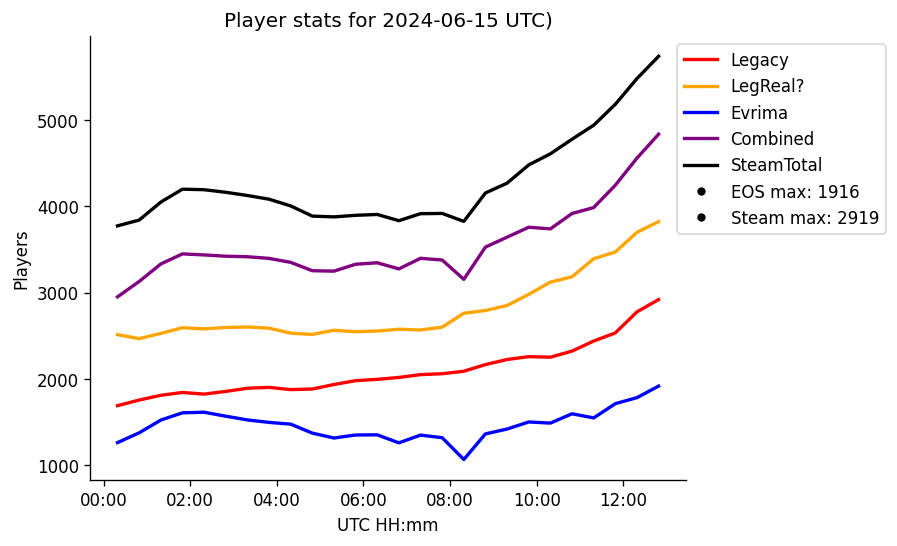 Player stats for 2024-06-15 UTC)
Legacy
LegReal?
Evrima
Combined
SteamTotal
EOS max: 1916
Steam max: 2919
Players
5000
4000
3000
2000
1000
00:00 02:00 04:00 06:00 08:00 10:00 12:00
UTC HH:mm